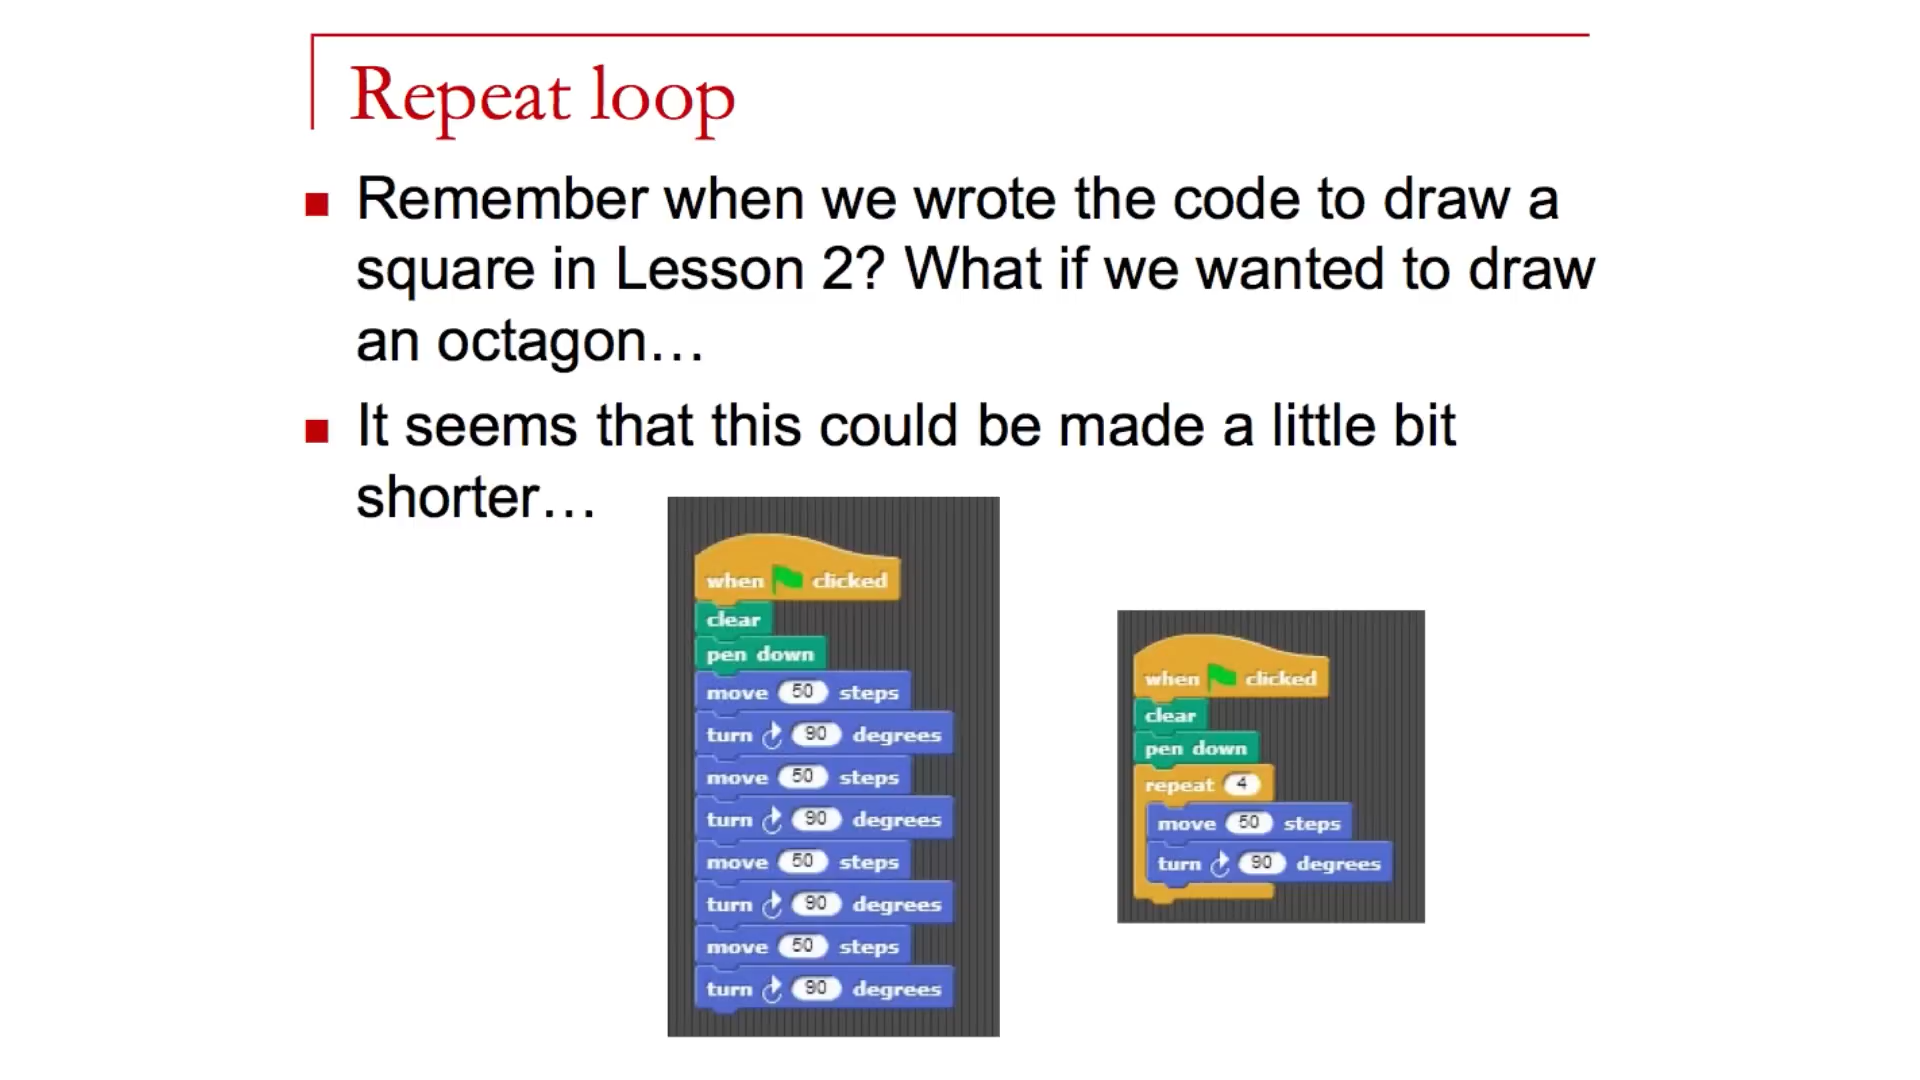 Repeat loop
Remember when we wrote the code to draw a
square in Lesson 2? What if we wanted to draw
an octagon…
It seems that this could be made a little bit
shorter…
when clicked
clear
pen down
move 50 steps
turn 90 degrees
move 50 steps
turn 90 degrees
move 50 steps
turn 90 degrees
move 50 steps
turn 90 degrees
when clicked
clear
pen down
repeat 4
move 50 steps
turn 90 degrees